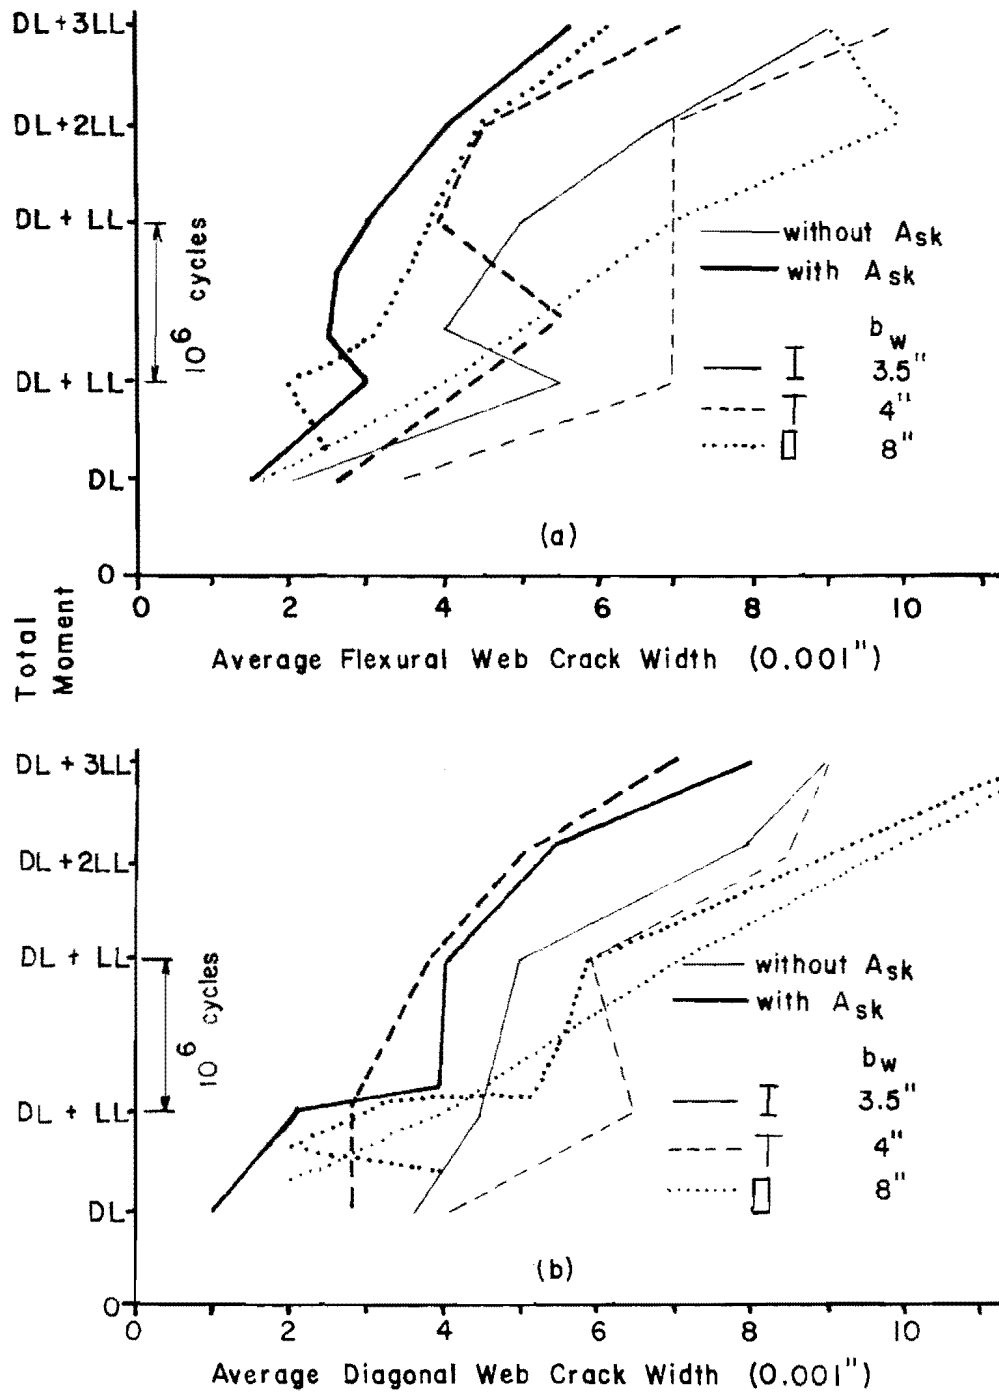 DL+3LL
DL+2LL
DL + LL
10⁶ cycles
DL + LL
DL
0
without Ask
with Ask
bw
3.5"
4"
8"
(a)
0 2 4 6 8 10
Average Flexural Web Crack Width (0.001")
Total Moment
DL + 3LL
DL +2LL
DL + LL
10⁶ cycles
DL + LL
DL
0
without Ask
with Ask
bw
3.5"
4"
8"
(b)
0 2 4 6 8 10
Average Diagonal Web Crack Width (0.001")